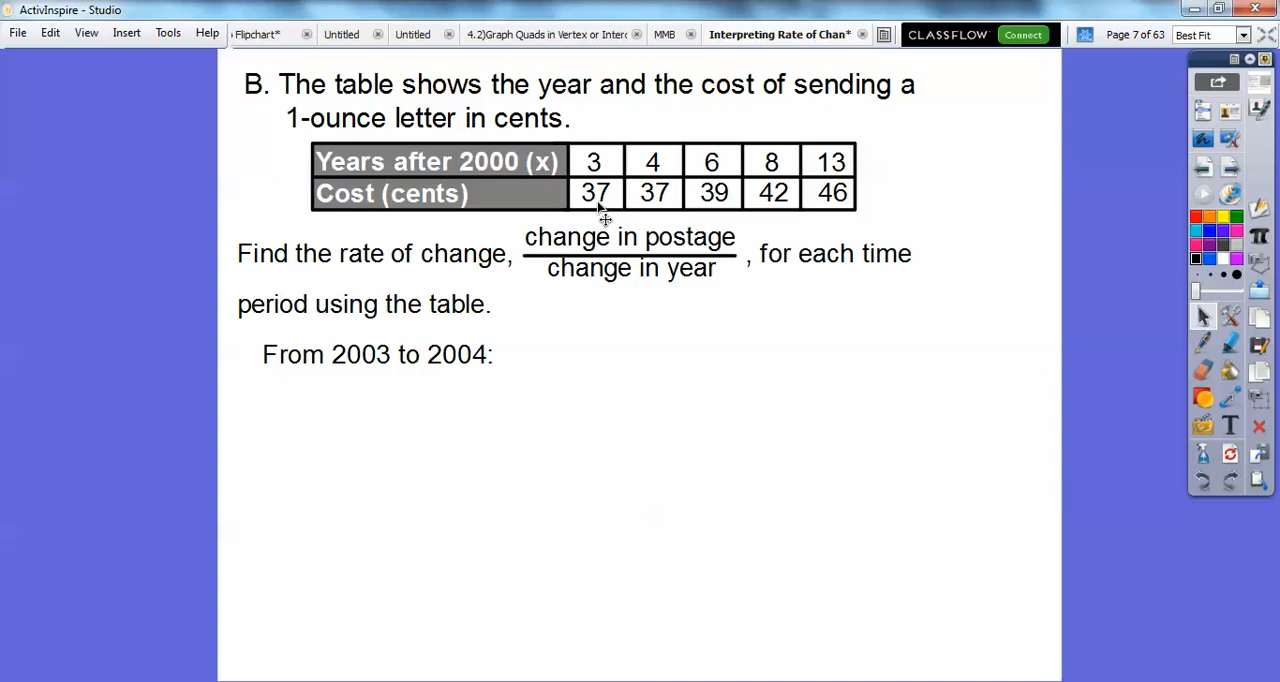 ActivInspire - Studio
File Edit View Insert Tools Help
Flipchart*
Untitled
Untitled
4.2)Graph Quads in Vertex or Interc
MMB
Interpreting Rate of Chan*
CLASSFLOW Connect
Page 7 of 63
Best Fit
B. The table shows the year and the cost of sending a
1-ounce letter in cents.
Years after 2000 (x) 3 4 6 8 13
Cost (cents) 37 37 39 42 46
Find the rate of change, change in postage
change in year , for each time
period using the table.
From 2003 to 2004: